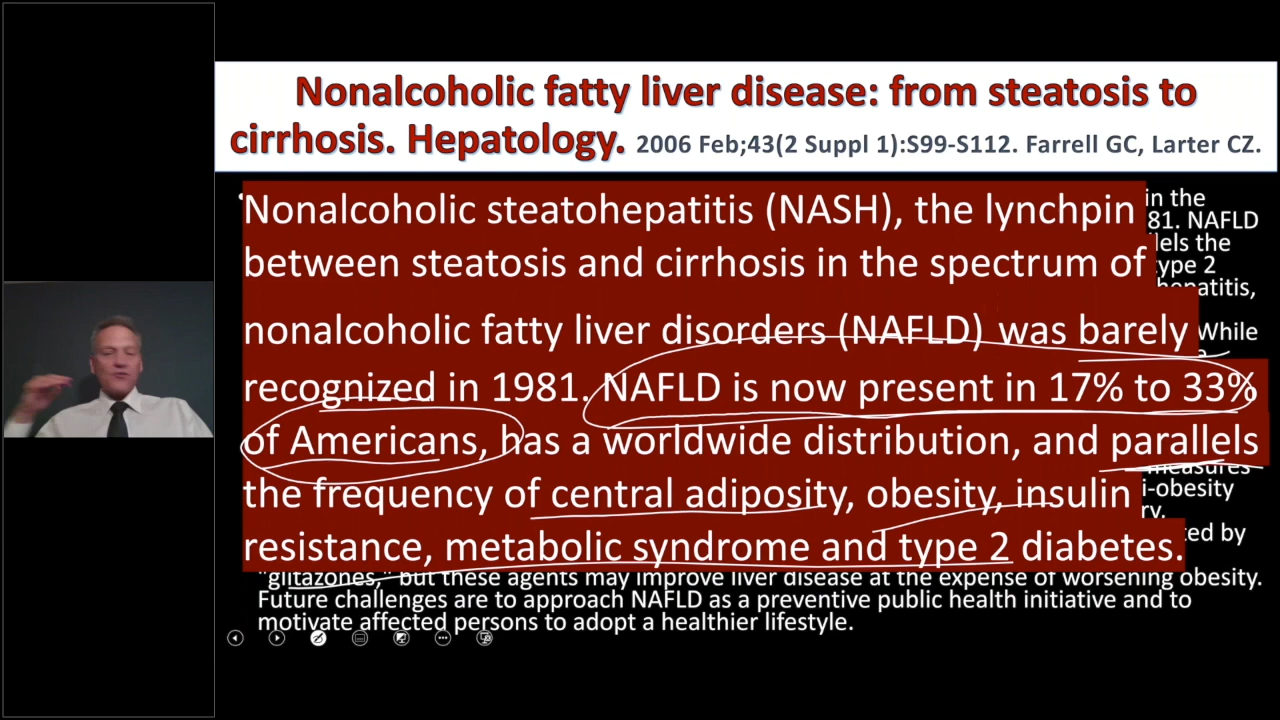 Nonalcoholic fatty liver disease: from steatosis to
cirrhosis. Hepatology. 2006 Feb;43(2 Suppl 1):S99-S112. Farrell GC, Larter CZ.
Nonalcoholic steatohepatitis (NASH), the lynchpin
between steatosis and cirrhosis in the spectrum of
nonalcoholic fatty liver disorders (NAFLD) was barely
recognized in 1981. NAFLD is now present in 17% to 33%
of Americans, has a worldwide distribution, and parallels
the frequency of central adiposity, obesity, insulin
resistance, metabolic syndrome and type 2 diabetes.
in the
81. NAFLD
lels the
type 2
hepatitis,
While
measures
i-obesity
ry.
ted by
"glitazones," but these agents may improve liver disease at the expense of worsening obesity.
Future challenges are to approach NAFLD as a preventive public health initiative and to
motivate affected persons to adopt a healthier lifestyle.